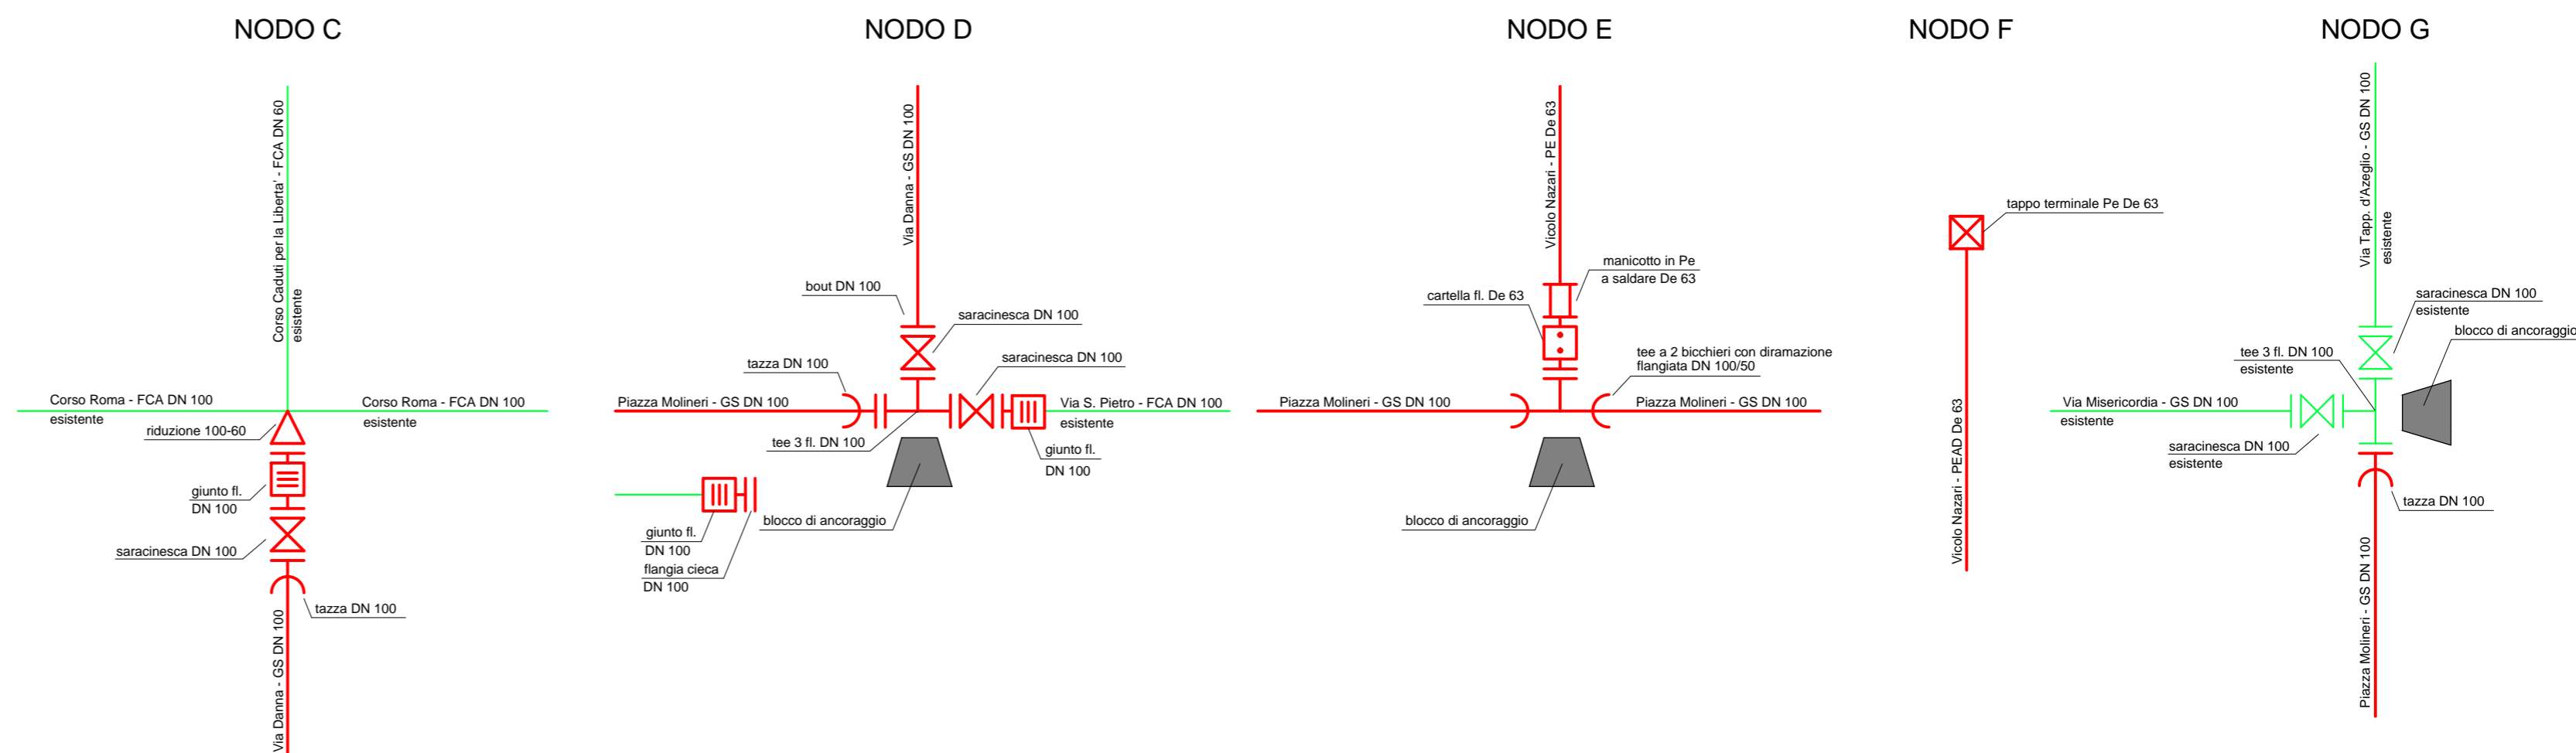 NODO C
Corso Caduti per la Liberta' - FCA DN 60
esistente
Corso Roma - FCA DN 100
esistente
Corso Roma - FCA DN 100
esistente
riduzione 100-60
giunto fl.
DN 100
saracinesca DN 100
tazza DN 100
Via Danna - GS DN 100
NODO D
Via Danna - GS DN 100
bout DN 100
saracinesca DN 100
tazza DN 100
saracinesca DN 100
Piazza Molineri - GS DN 100
Via S. Pietro - FCA DN 100
esistente
tee 3 fl. DN 100
giunto fl.
DN 100
blocco di ancoraggio
giunto fl.
DN 100
flangia cieca
DN 100
NODO E
Vicolo Nazari - PE De 63
manicotto in Pe
a saldare De 63
cartella fl. De 63
tee a 2 bicchieri con diramazione
flangiata DN 100/50
Piazza Molineri - GS DN 100
Piazza Molineri - GS DN 100
blocco di ancoraggio
NODO F
tappo terminale Pe De 63
Vicolo Nazari - PEAD De 63
NODO G
Via Tapp. d'Azeglio - GS DN 100
esistente
saracinesca DN 100
esistente
blocco di ancoraggio
tee 3 fl. DN 100
esistente
Via Misericordia - GS DN 100
esistente
saracinesca DN 100
esistente
tazza DN 100
Piazza Molineri - GS DN 100